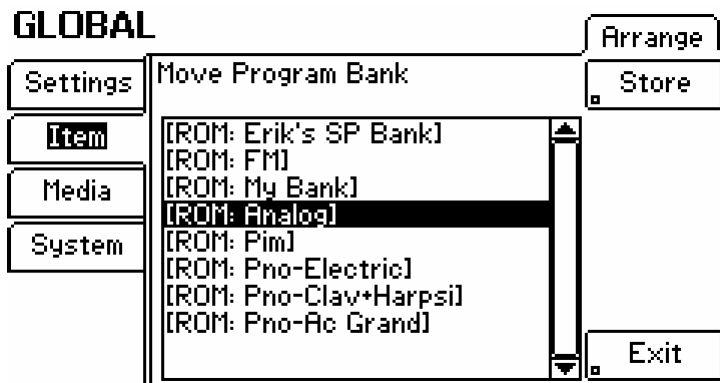 GLOBAL
Arrange
Settings
Move Program Bank
Store
Item
[ROM: Erik's SP Bank]
[ROM: FM]
Media
[ROM: My Bank]
[ROM: Analog]
System
[ROM: Pim]
[ROM: Pno-Electric]
[ROM: Pno-Clav+Harpsi]
[ROM: Pno-Ac Grand]
Exit